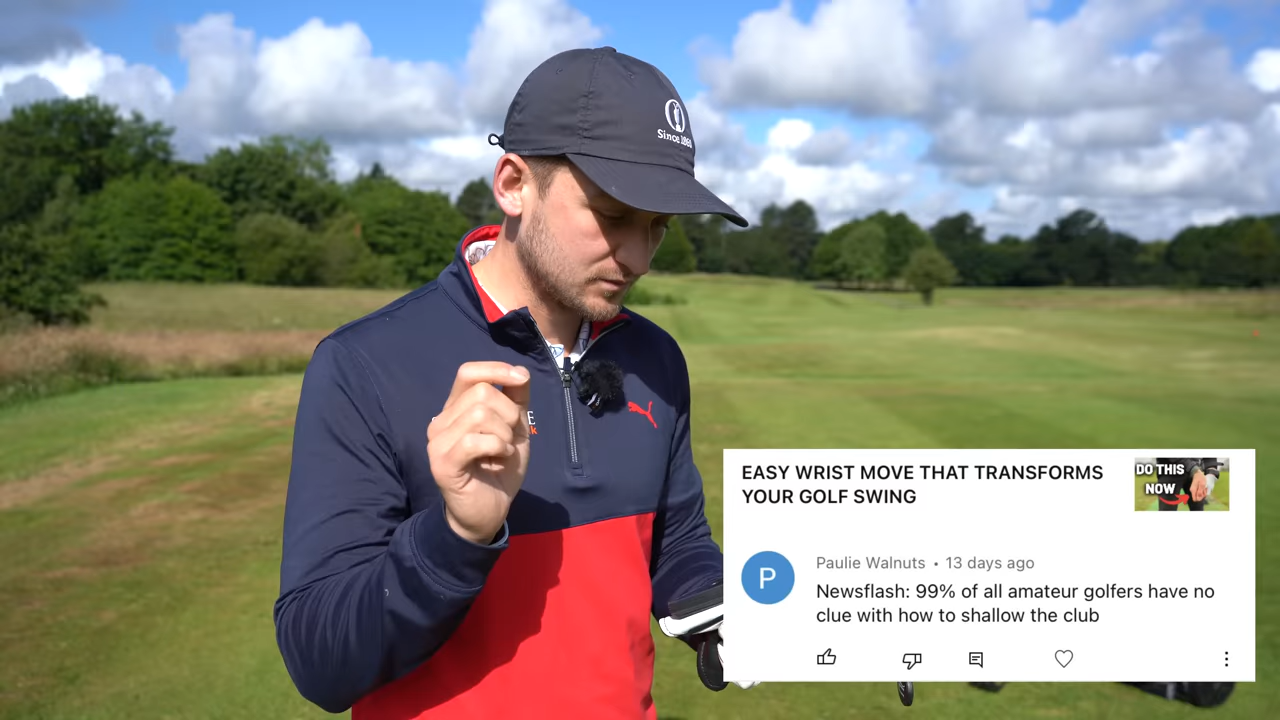 Since 1860
EASY WRIST MOVE THAT TRANSFORMS
YOUR GOLF SWING
DO THIS
NOW
P
Paulie Walnuts • 13 days ago
Newsflash: 99% of all amateur golfers have no
clue with how to shallow the club